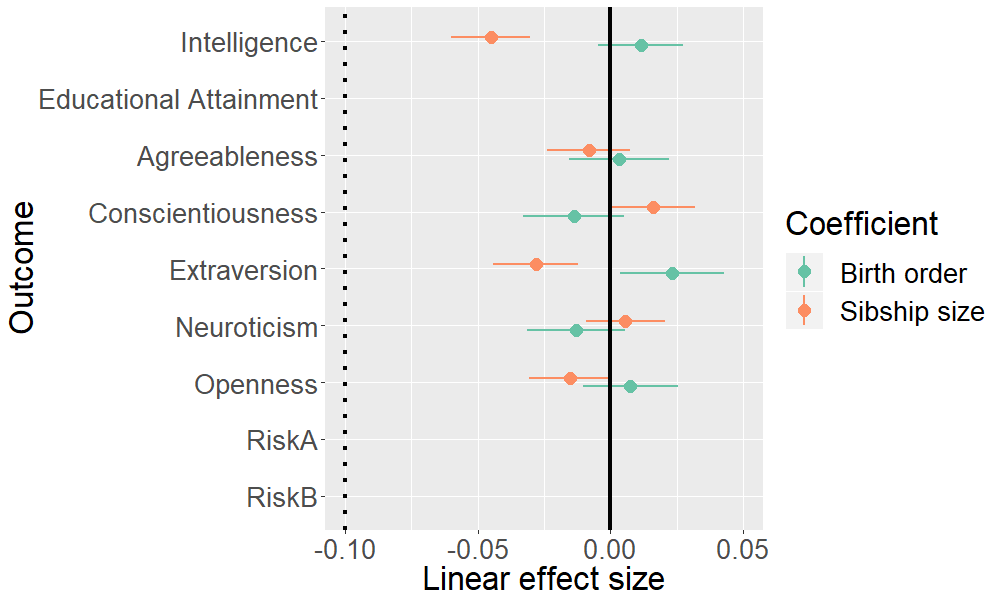 Outcome
Intelligence
Educational Attainment
Agreeableness
Conscientiousness
Extraversion
Neuroticism
Openness
RiskA
RiskB
-0.10 -0.05 0.00 0.05
Linear effect size
Coefficient
Birth order
Sibship size